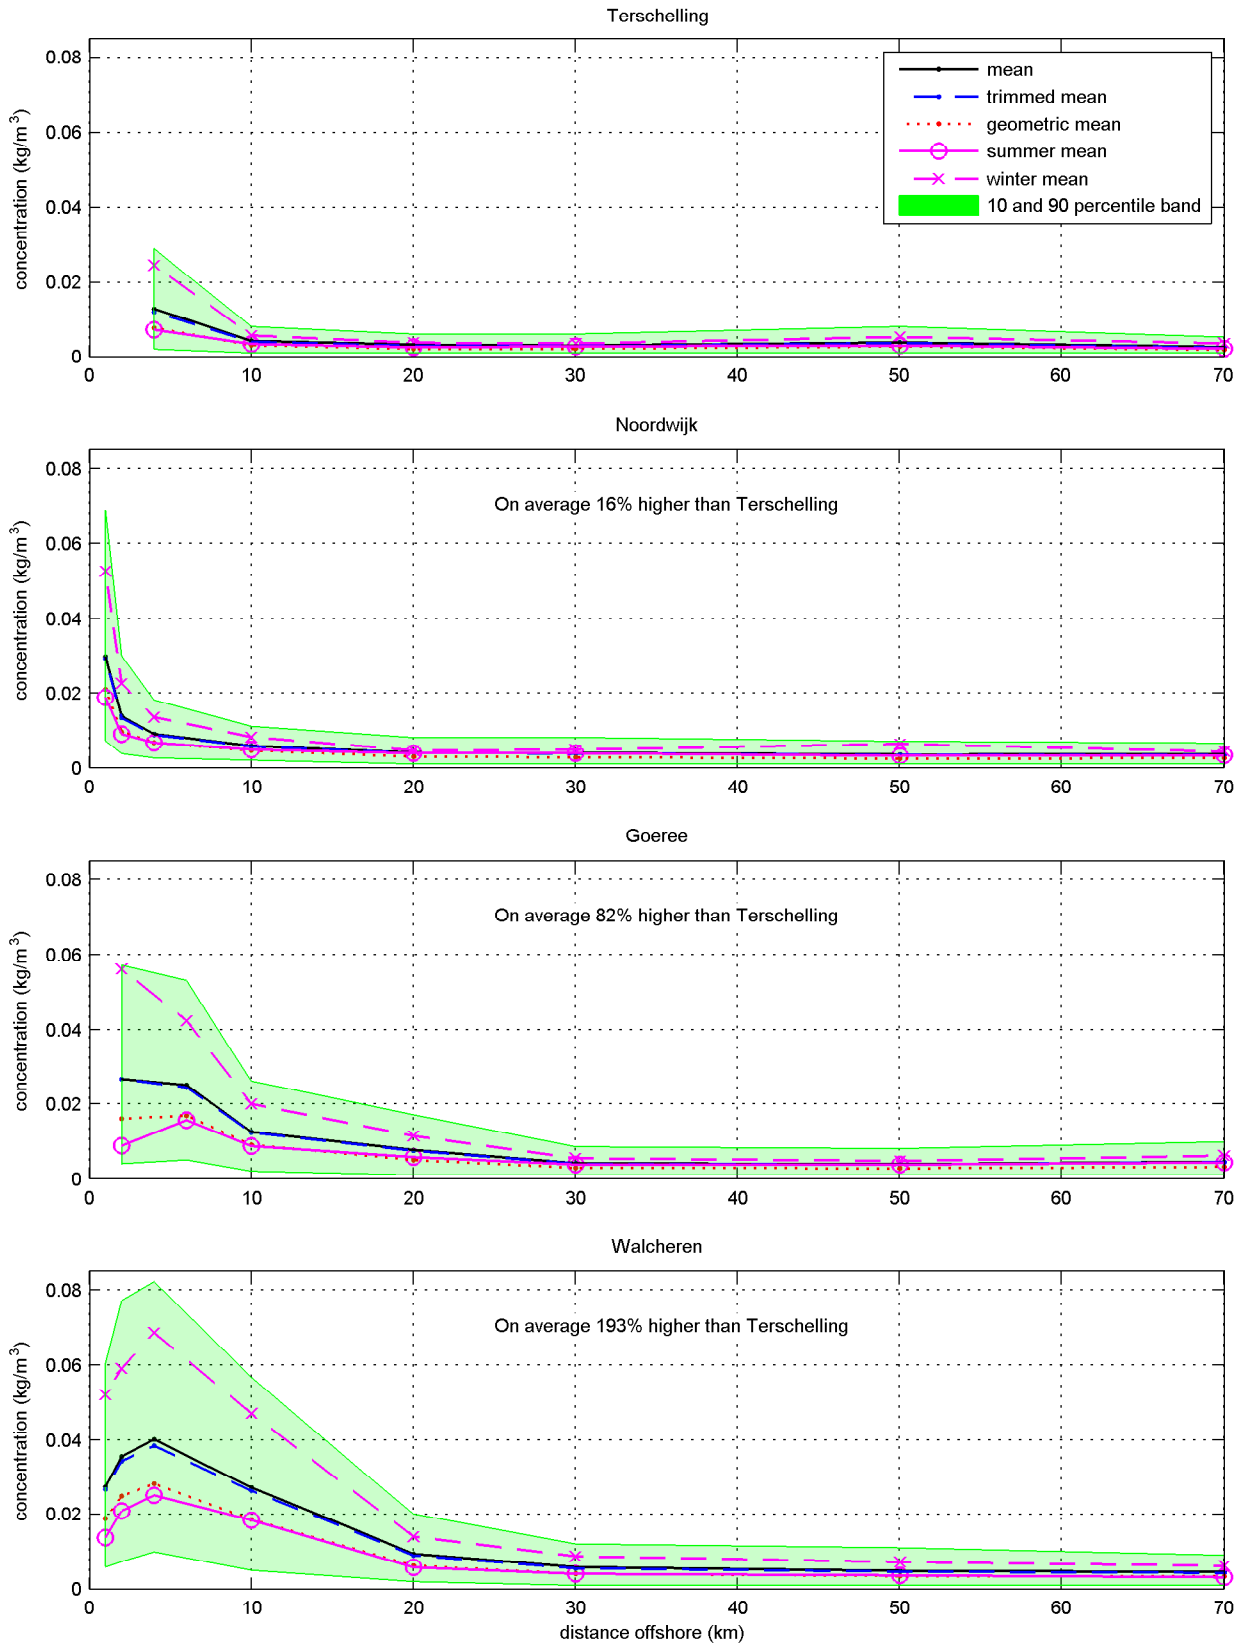 Terschelling
0.08
0.06
0.04
0.02
0
concentration (kg/m³)
0 10 20 30 40 50 60 70
mean
trimmed mean
geometric mean
summer mean
winter mean
10 and 90 percentile band
Noordwijk
0.08
0.06
0.04
0.02
0
concentration (kg/m³)
On average 16% higher than Terschelling
0 10 20 30 40 50 60 70
Goeree
0.08
0.06
0.04
0.02
0
concentration (kg/m³)
On average 82% higher than Terschelling
0 10 20 30 40 50 60 70
Walcheren
0.08
0.06
0.04
0.02
0
concentration (kg/m³)
On average 193% higher than Terschelling
0 10 20 30 40 50 60 70
distance offshore (km)